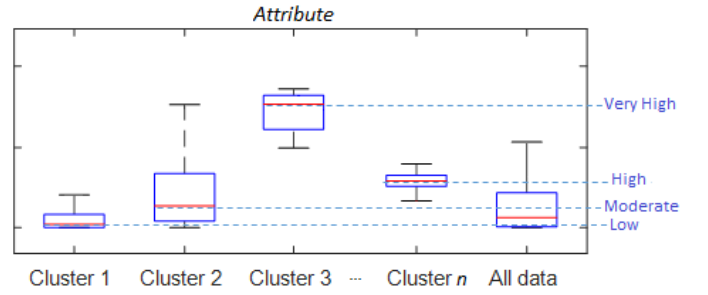 Attribute
Very High
High
Moderate
Low
Cluster 1 Cluster 2 Cluster 3 ... Cluster n All data